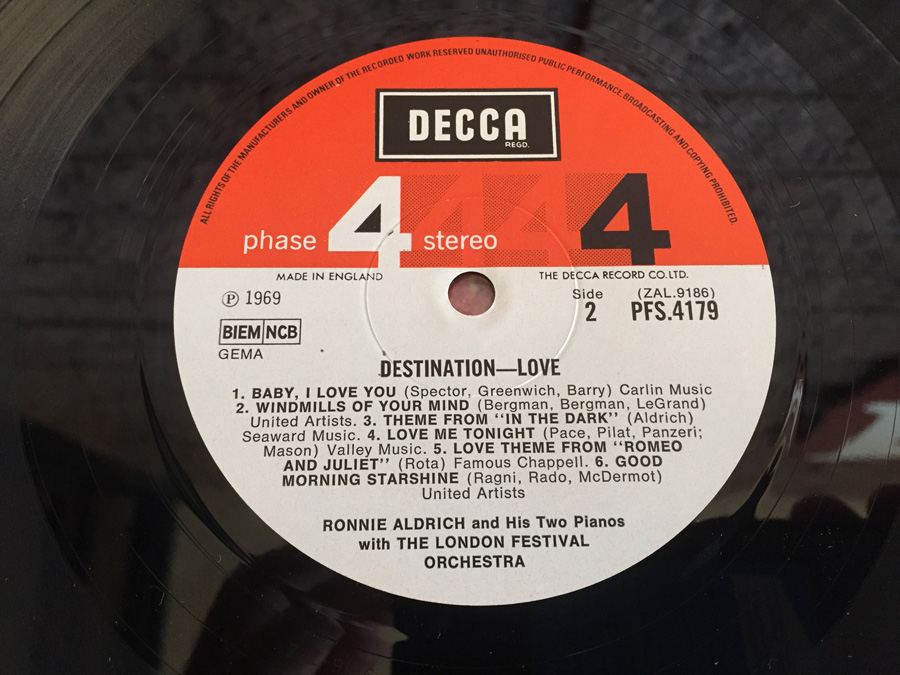 ALL RIGHTS OF THE MANUFACTURERS AND OWNER OF THE RECORDED WORK RESERVED UNAUTHORISED PUBLIC PERFORMANCE, BROADCASTING AND COPYING PROHIBITED.
DECCA
REGD.
phase 4 stereo 4
MADE IN ENGLAND THE DECCA RECORD CO. LTD.
℗ 1969 Side (ZAL.9186)
2 PFS.4179
BIEM NCB
GEMA
DESTINATION—LOVE
1. BABY, I LOVE YOU (Spector, Greenwich, Barry) Carlin Music
2. WINDMILLS OF YOUR MIND (Bergman, Bergman, LeGrand)
United Artists. 3. THEME FROM “IN THE DARK” (Aldrich)
Seaward Music. 4. LOVE ME TONIGHT (Pace, Pilat, Panzeri;
Mason) Valley Music. 5. LOVE THEME FROM “ROMEO
AND JULIET” (Rota) Famous Chappell. 6. GOOD
MORNING STARSHINE (Ragni, Rado, McDermot)
United Artists
RONNIE ALDRICH and His Two Pianos
with THE LONDON FESTIVAL
ORCHESTRA